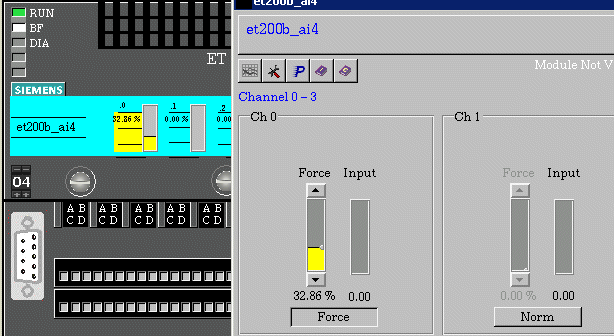 RUN
BF
DIA
ET
SIEMENS
.0
.1
.2
32.86 %
0.00 %
0.00
et200b_ai4
04
A B
C D
A B
C D
A B
C D
A B
C D
A B
C D
et200b_ai4
et200b_ai4
P
Module Not V
Channel 0 - 3
Ch 0
Force
Input
32.86 %
0.00
Force
Ch 1
Force
Input
0.00 %
0.00
Norm